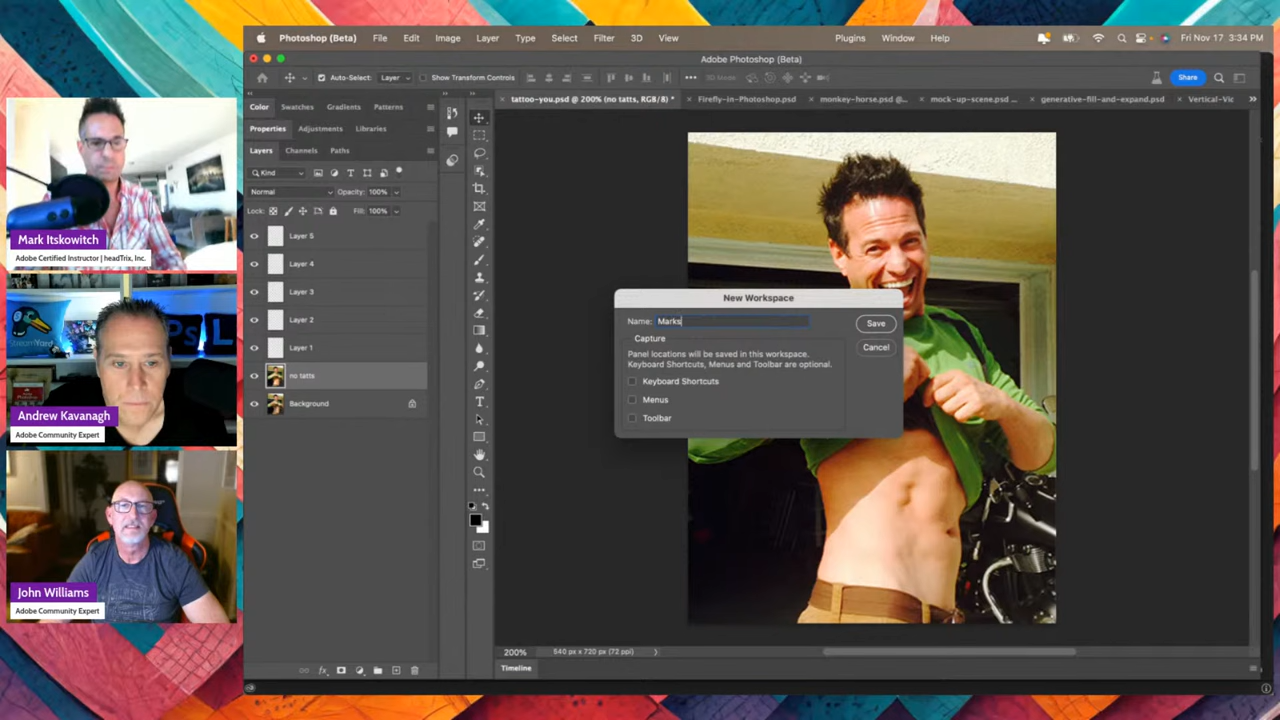 Photoshop (Beta) File Edit Image Layer Type Select Filter 3D View Plugins Window Help Fri Nov 17 3:34 PM
Adobe Photoshop (Beta)
Auto-Select: Layer Show Transform Controls ••• 3D Mode: Share
Color Swatches Gradients Patterns
tattoo-you.psd @ 200% (no tatts, RGB/8) * Firefly-in-Photoshop.psd monkey-horse.psd @... mock-up-scene.psd ... generative-fill-and-expand.psd Vertical-Vic
Properties Adjustments Libraries
Layers Channels Paths
Kind
Normal Opacity: 100%
Lock: Fill: 100%
Layer 5
Layer 4
Layer 3
Layer 2
Layer 1
no tatts
Background
New Workspace
Name: Marks
Save
Capture
Cancel
Panel locations will be saved in this workspace.
Keyboard Shortcuts, Menus and Toolbar are optional.
Keyboard Shortcuts
Menus
Toolbar
200% 540 px x 720 px (72 ppi)
Timeline
fx
Mark Itskowitch
Adobe Certified Instructor | headTrix, Inc.
StreamYard
Andrew Kavanagh
Adobe Community Expert
John Williams
Adobe Community Expert